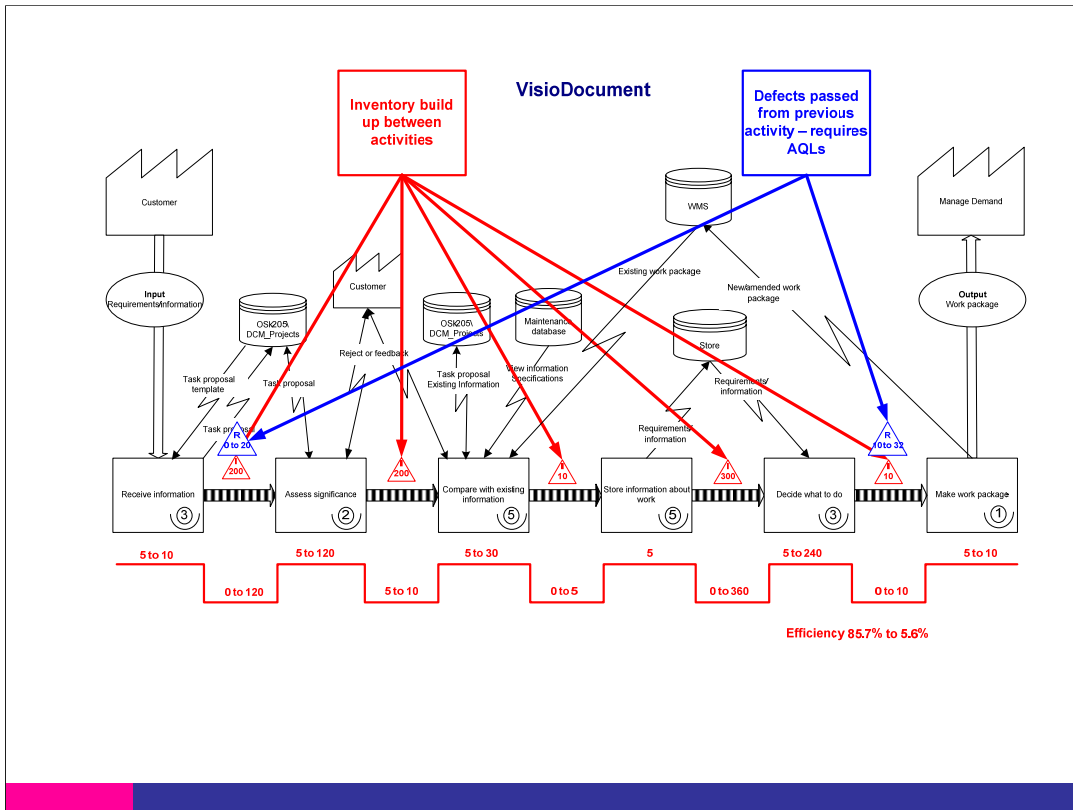 VisioDocument
Inventory build
up between
activities
Defects passed
from previous
activity – requires
AQLs
Customer
WMS
Manage Demand
Input
Requirements/information
OSI\205\
DCM_Projects
Customer
OSI\205\
DCM_Projects
Maintenance
database
Existing work package
New/amended work
package
Store
Output
Work package
Task proposal
template
Task proposal
Reject or feedback
Task proposal
Existing Information
View information
Specifications
Requirements/
information
Requirements/
information
Task proposal
R
0 to 20
I
200
I
200
I
10
I
300
R
10 to 32
I
10
Receive information
3
Assess significance
2
Compare with existing
information
5
Store information about
work
5
Decide what to do
3
Make work package
1
5 to 10
5 to 120
5 to 30
5
5 to 240
5 to 10
0 to 120
5 to 10
0 to 5
0 to 360
0 to 10
Efficiency 85.7% to 5.6%